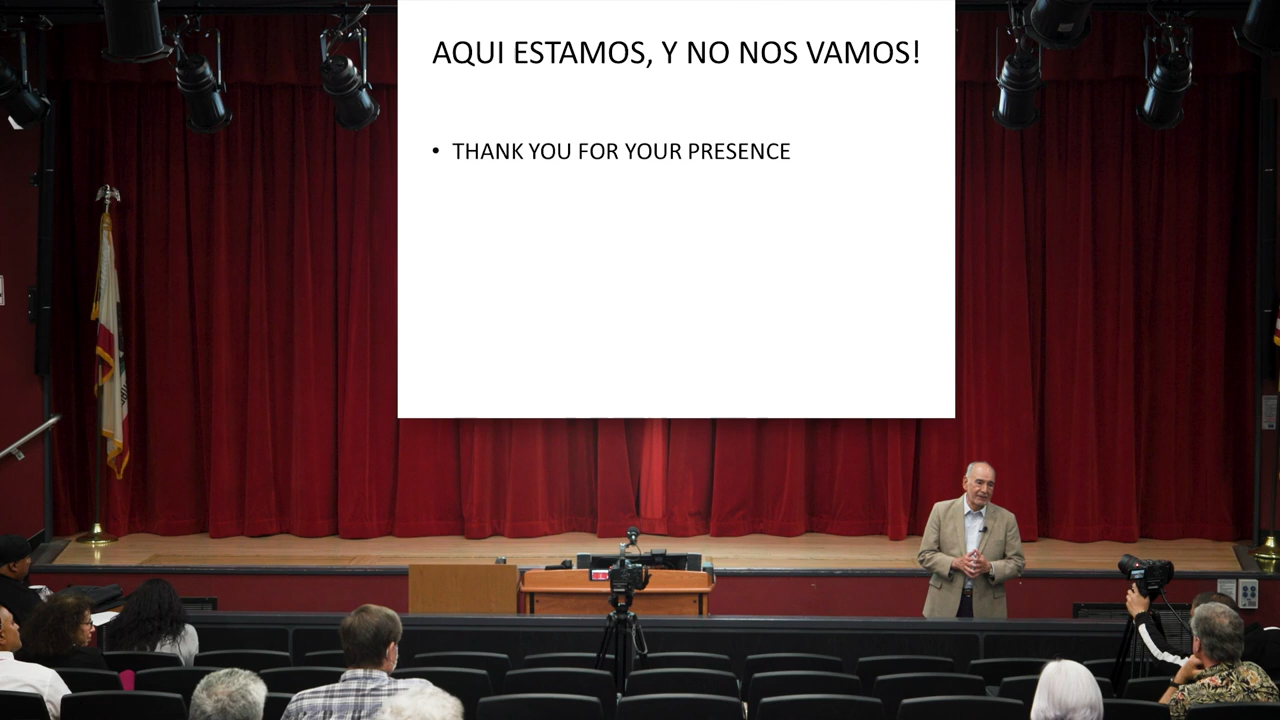 AQUI ESTAMOS, Y NO NOS VAMOS!
• THANK YOU FOR YOUR PRESENCE